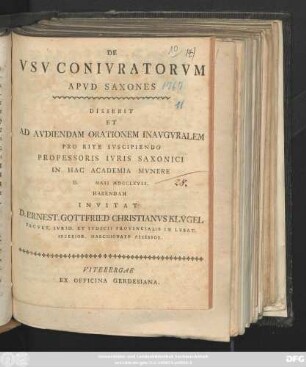 DE
VSV CONIVRATORVM
APVD SAXONES
DISSERIT
ET
AD AVDIENDAM ORATIONEM INAVGVRALEM
PRO RITE SVSCIPIENDO
PROFESSORIS IVRIS SAXONICI
IN HAC ACADEMIA MVNERE
HABENDAM
INVITAT
D. ERNEST. GOTTFRIED CHRISTIANVS KLÜGEL
VITEBERGAE
EX OFFICINA GERDESIANA.